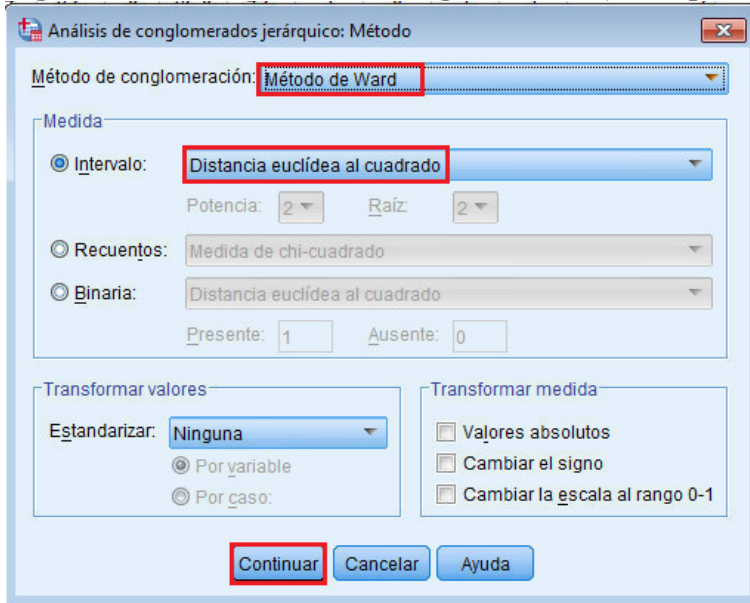 Análisis de conglomerados jerárquico: Método
Método de conglomeración: Método de Ward
Medida
Intervalo: Distancia euclídea al cuadrado
Potencia: 2 Raíz: 2
Recuentos: Medida de chi-cuadrado
Binaria: Distancia euclídea al cuadrado
Presente: 1 Ausente: 0
Transformar valores
Estandarizar: Ninguna
Por variable
Por caso:
Transformar medida
Valores absolutos
Cambiar el signo
Cambiar la escala al rango 0-1
Continuar Cancelar Ayuda